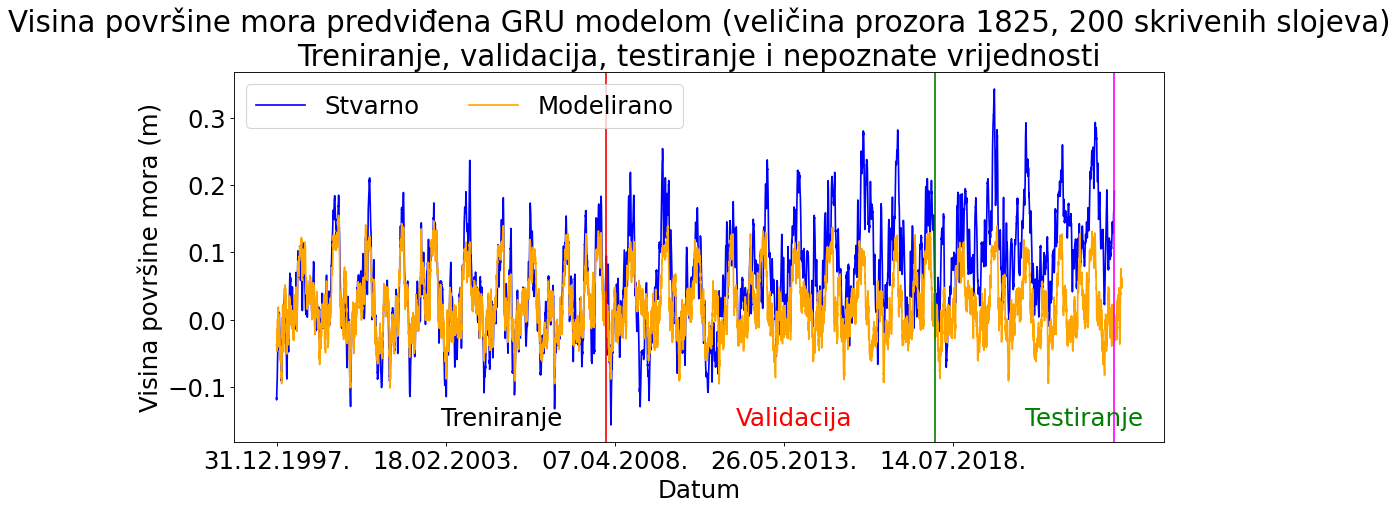 Visina površine mora predviđena GRU modelom (veličina prozora 1825, 200 skrivenih slojeva)
Treniranje, validacija, testiranje i nepoznate vrijednosti
Stvarno Modelirano
Visina površine mora (m)
0.3
0.2
0.1
0.0
−0.1
Treniranje Validacija Testiranje
31.12.1997. 18.02.2003. 07.04.2008. 26.05.2013. 14.07.2018.
Datum